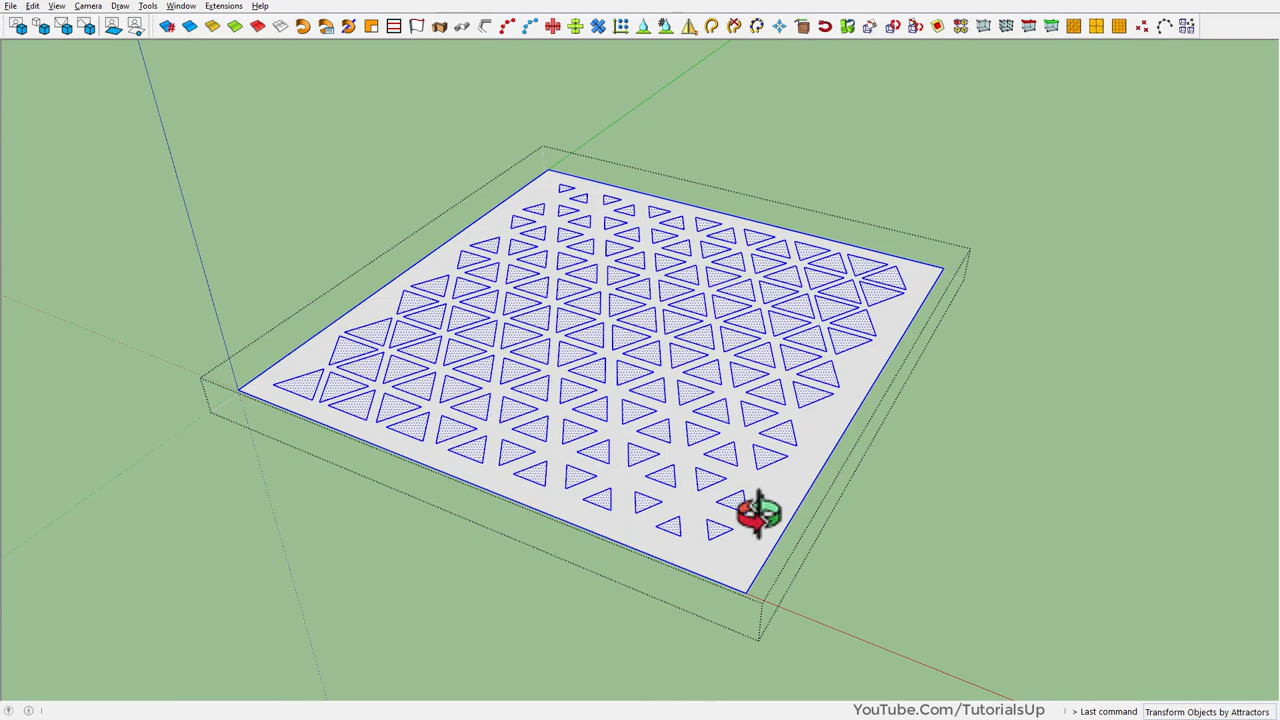 File Edit View Camera Draw Tools Window Extensions Help
YouTube.Com/TutorialsUp
> Last command Transform Objects by Attractors